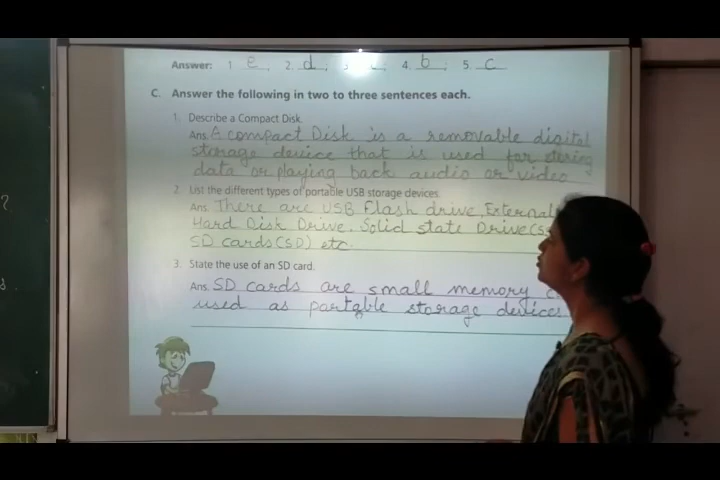 Answer: 1. e, 2. d, 3. 4. b, 5. c
C. Answer the following in two to three sentences each.
1. Describe a Compact Disk.
Ans. A compact Disk is a removable digital
storage device that is used for storing
data or playing back audio or video
2. List the different types of portable USB storage devices.
Ans. There are USB Flash drive External
Hard Disk Drive. Solid state Drive(SS
SD cards(SD) etc.
3. State the use of an SD card.
Ans. SD cards are small memory
used as portable storage devices